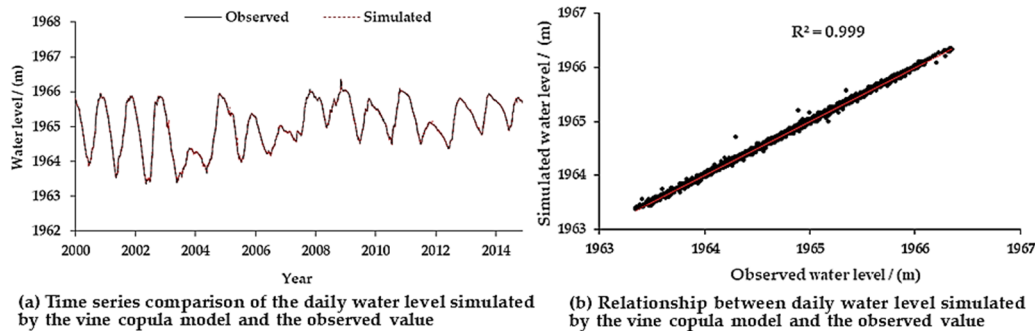 1968
Observed
Simulated
1967
1966
1965
1964
1963
1962
Water level / (m)
2000
2002
2004
2006
2008
2010
2012
2014
Year
(a) Time series comparison of the daily water level simulated
by the vine copula model and the observed value
1967
1966
1965
1964
1963
Simulated water level / (m)
R² = 0.999
1963
1964
1965
1966
1967
Observed water level / (m)
(b) Relationship between daily water level simulated
by the vine copula model and the observed value